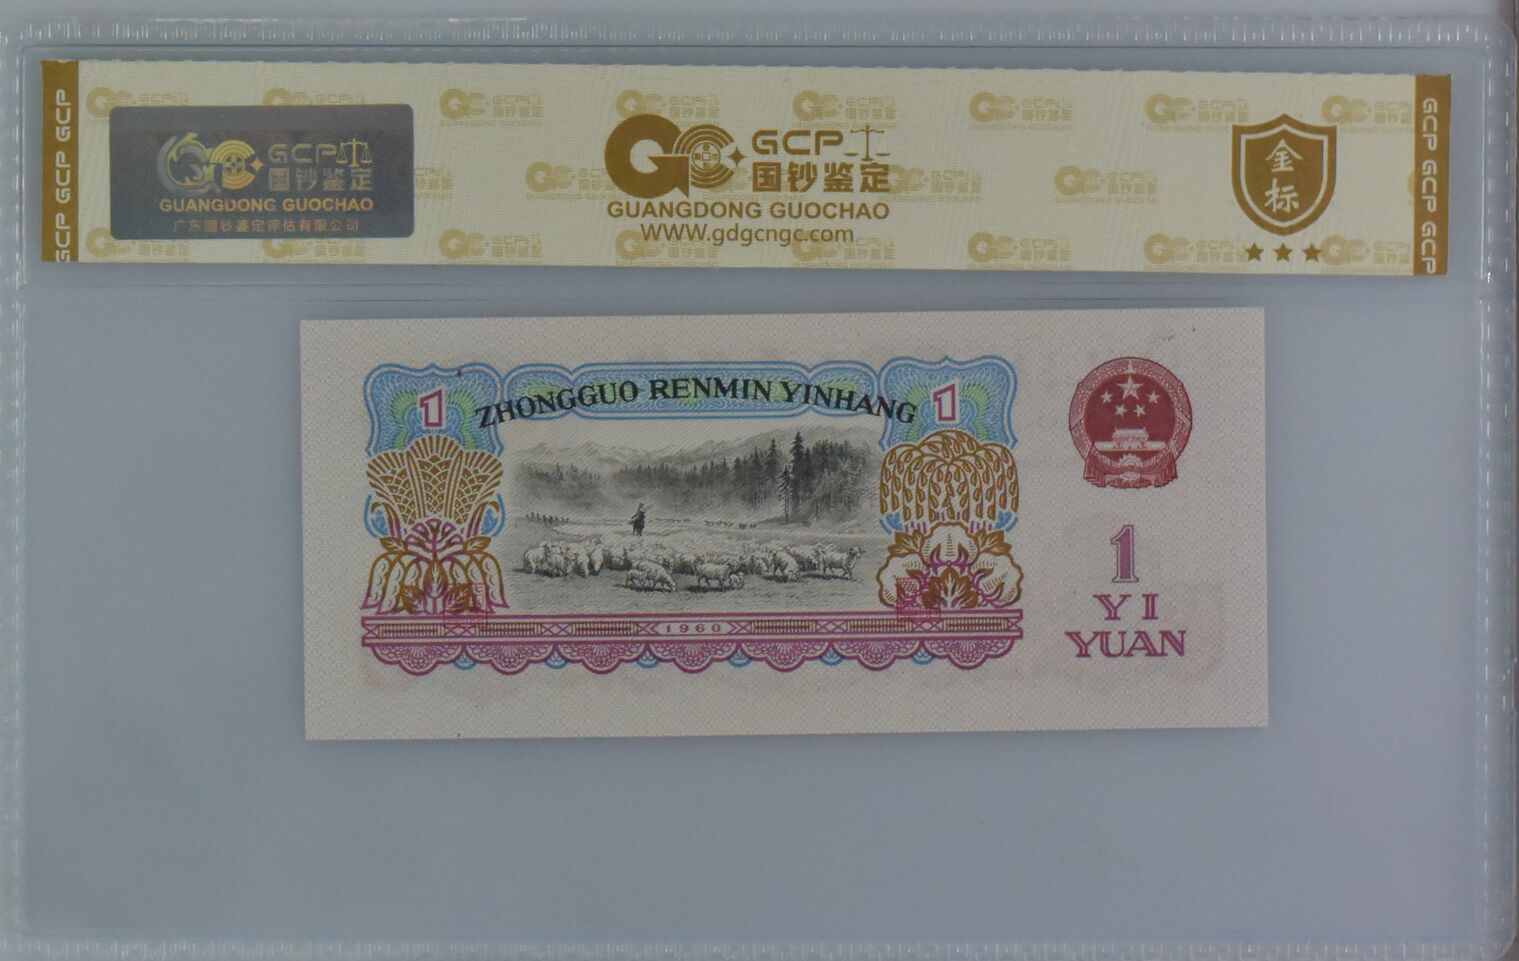 GCP GCP GCP
GCP
国钞鉴定
GUANGDONG GUOCHAO
广东国钞鉴定评估有限公司
GCP
国钞鉴定
GUANGDONG GUOCHAO
WWW.gdgcngc.com
金
标
GCP GCP GCP GCP
1
ZHONGGUO RENMIN YINHANG
1
1960
1
YI
YUAN